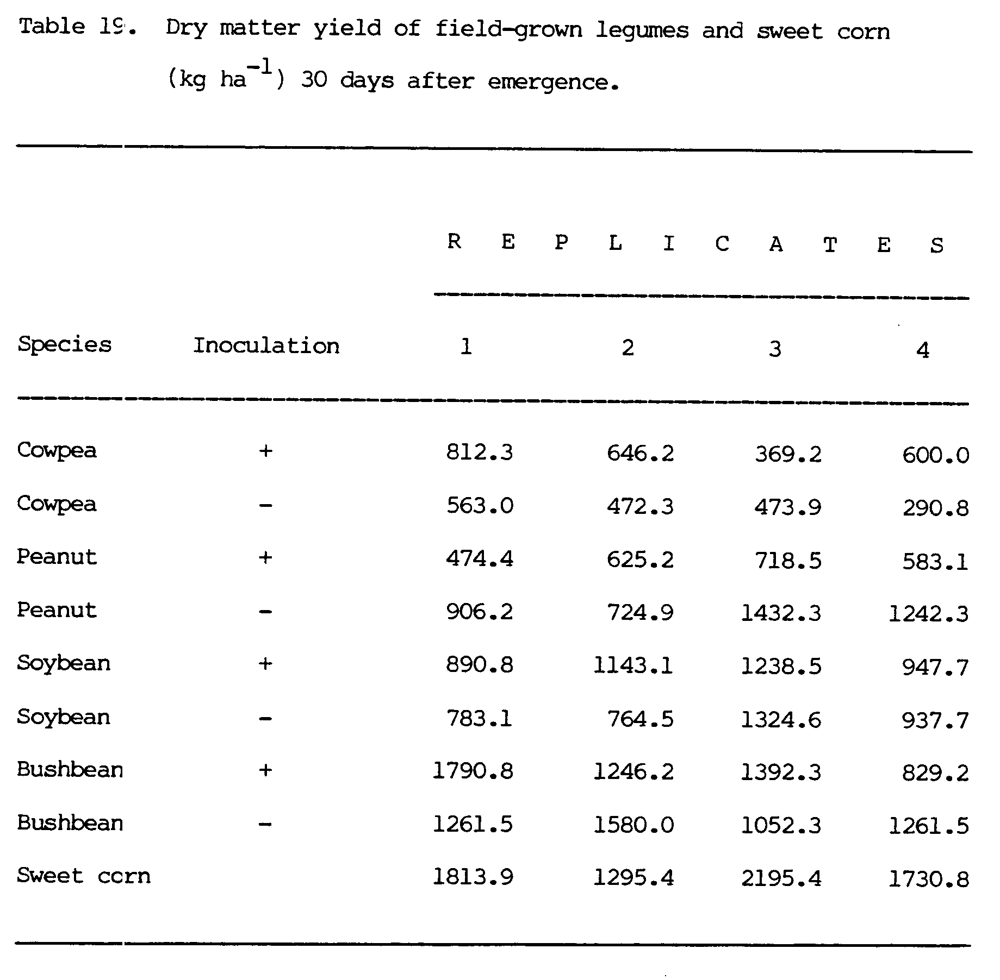 Table 19. Dry matter yield of field-grown legumes and sweet corn
(kg ha-1) 30 days after emergence.
R E P L I C A T E S
Species Inoculation 1 2 3 4
Cowpea + 812.3 646.2 369.2 600.0
Cowpea - 563.0 472.3 473.9 290.8
Peanut + 474.4 625.2 718.5 583.1
Peanut - 906.2 724.9 1432.3 1242.3
Soybean + 890.8 1143.1 1238.5 947.7
Soybean - 783.1 764.5 1324.6 937.7
Bushbean + 1790.8 1246.2 1392.3 829.2
Bushbean - 1261.5 1580.0 1052.3 1261.5
Sweet corn 1813.9 1295.4 2195.4 1730.8